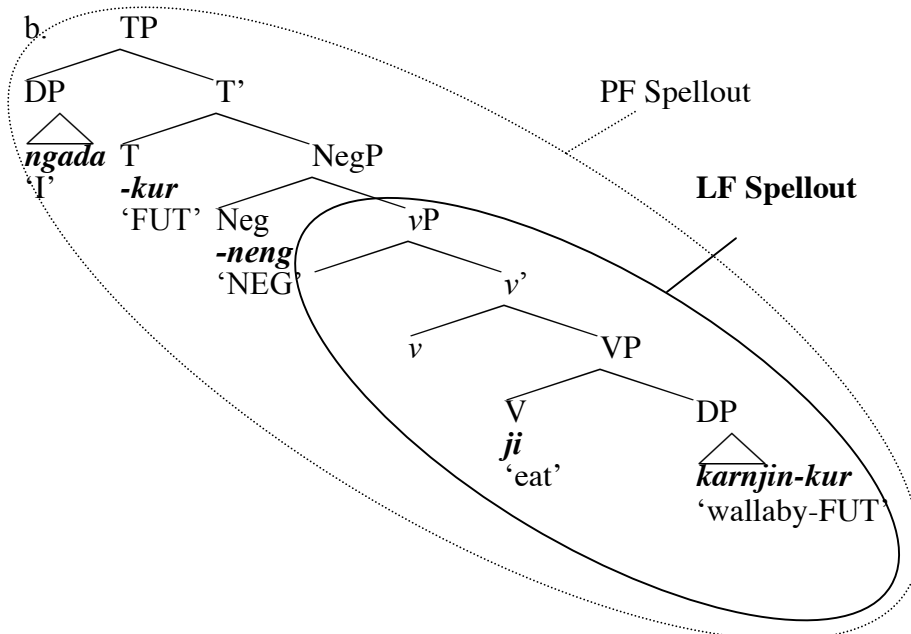 b. TP
DP T’ PF Spellout
ngada T NegP
‘I’ -kur LF Spellout
‘FUT’ Neg vP
-neng
‘NEG’ v’
v VP
V DP
ji
‘eat’ karnjin-kur
‘wallaby-FUT’